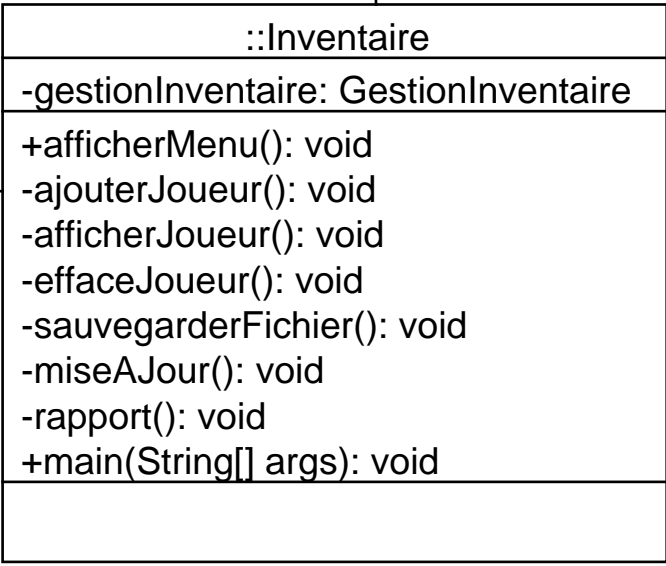 ::Inventaire
-gestionInventaire: GestionInventaire
+afficherMenu(): void
-ajouterJoueur(): void
-afficherJoueur(): void
-effaceJoueur(): void
-sauvegarderFichier(): void
-miseAJour(): void
-rapport(): void
+main(String[] args): void